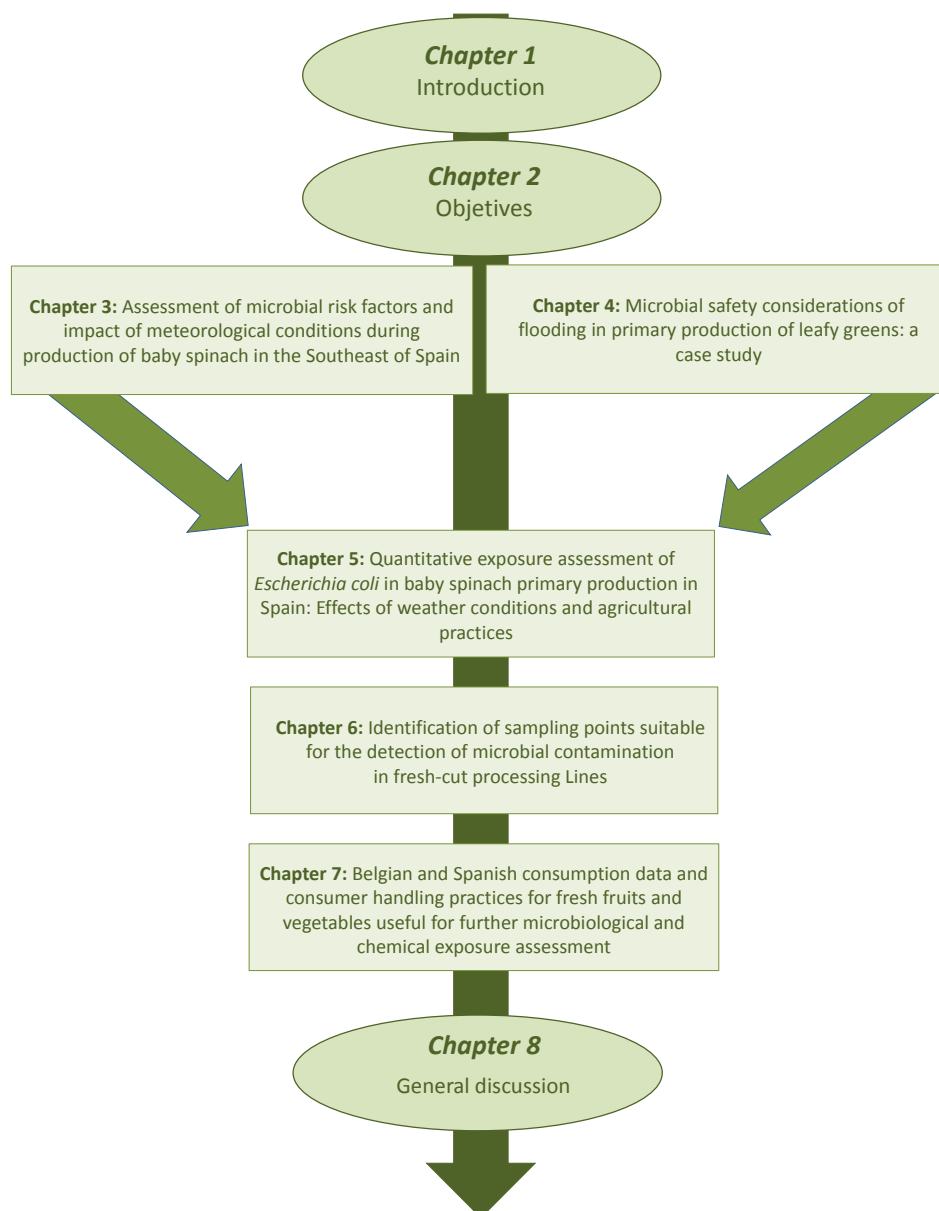 Chapter 1
Introduction
Chapter 2
Objetives
Chapter 3: Assessment of microbial risk factors and
impact of meteorological conditions during
production of baby spinach in the Southeast of Spain
Chapter 4: Microbial safety considerations of
flooding in primary production of leafy greens: a
case study
Chapter 5: Quantitative exposure assessment of
Escherichia coli in baby spinach primary production in
Spain: Effects of weather conditions and agricultural
practices
Chapter 6: Identification of sampling points suitable
for the detection of microbial contamination
in fresh-cut processing Lines
Chapter 7: Belgian and Spanish consumption data and
consumer handling practices for fresh fruits and
vegetables useful for further microbiological and
chemical exposure assessment
Chapter 8
General discussion